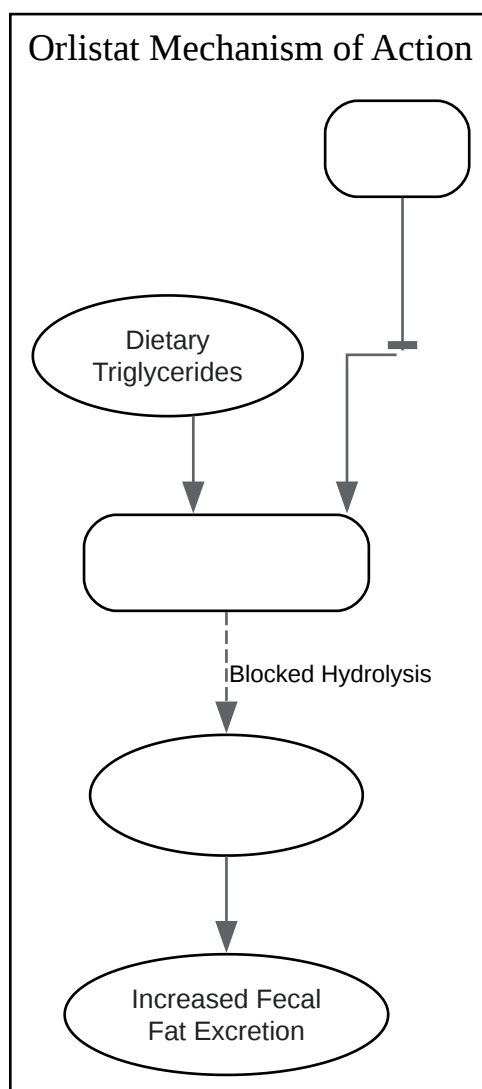 Orlistat Mechanism of Action
Dietary
Triglycerides
Blocked Hydrolysis
Increased Fecal
Fat Excretion